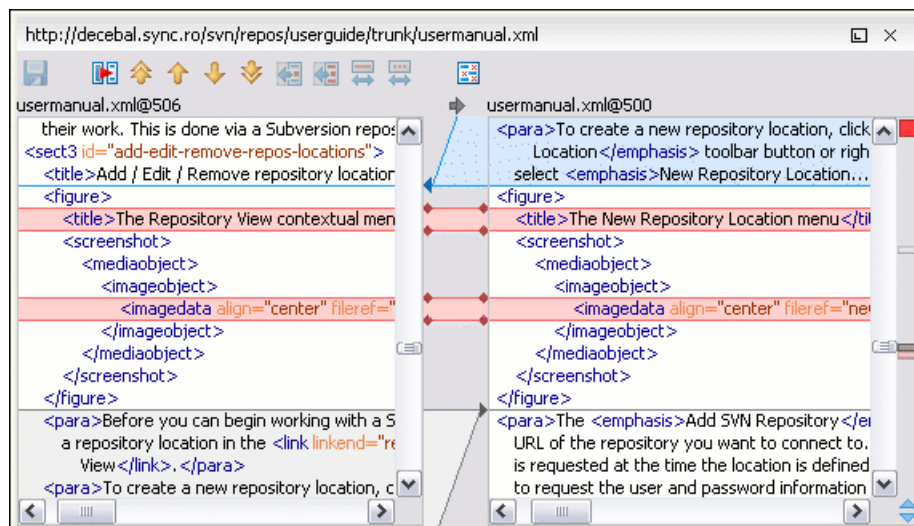 http://decebal.sync.ro/svn/repos/userguide/trunk/usermanual.xml
usermanual.xml@506
their work. This is done via a Subversion repos
<sect3 id="add-edit-remove-repos-locations">
<title>Add / Edit / Remove repository location
<figure>
<title>The Repository View contextual men
<screenshot>
<mediaobject>
<imageobject>
<imagedata align="center" fileref="
</imageobject>
</mediaobject>
</screenshot>
</figure>
<para>Before you can begin working with a S
a repository location in the <link linkend="re
View</link>.</para>
<para>To create a new repository location, c
usermanual.xml@500
<para>To create a new repository location, click
Location</emphasis> toolbar button or righ
select <emphasis>New Repository Location...
<figure>
<title>The New Repository Location menu</tit
<screenshot>
<mediaobject>
<imageobject>
<imagedata align="center" fileref="nev
</imageobject>
</mediaobject>
</screenshot>
</figure>
<para>The <emphasis>Add SVN Repository</e
URL of the repository you want to connect to.
is requested at the time the location is defined
to request the user and password information